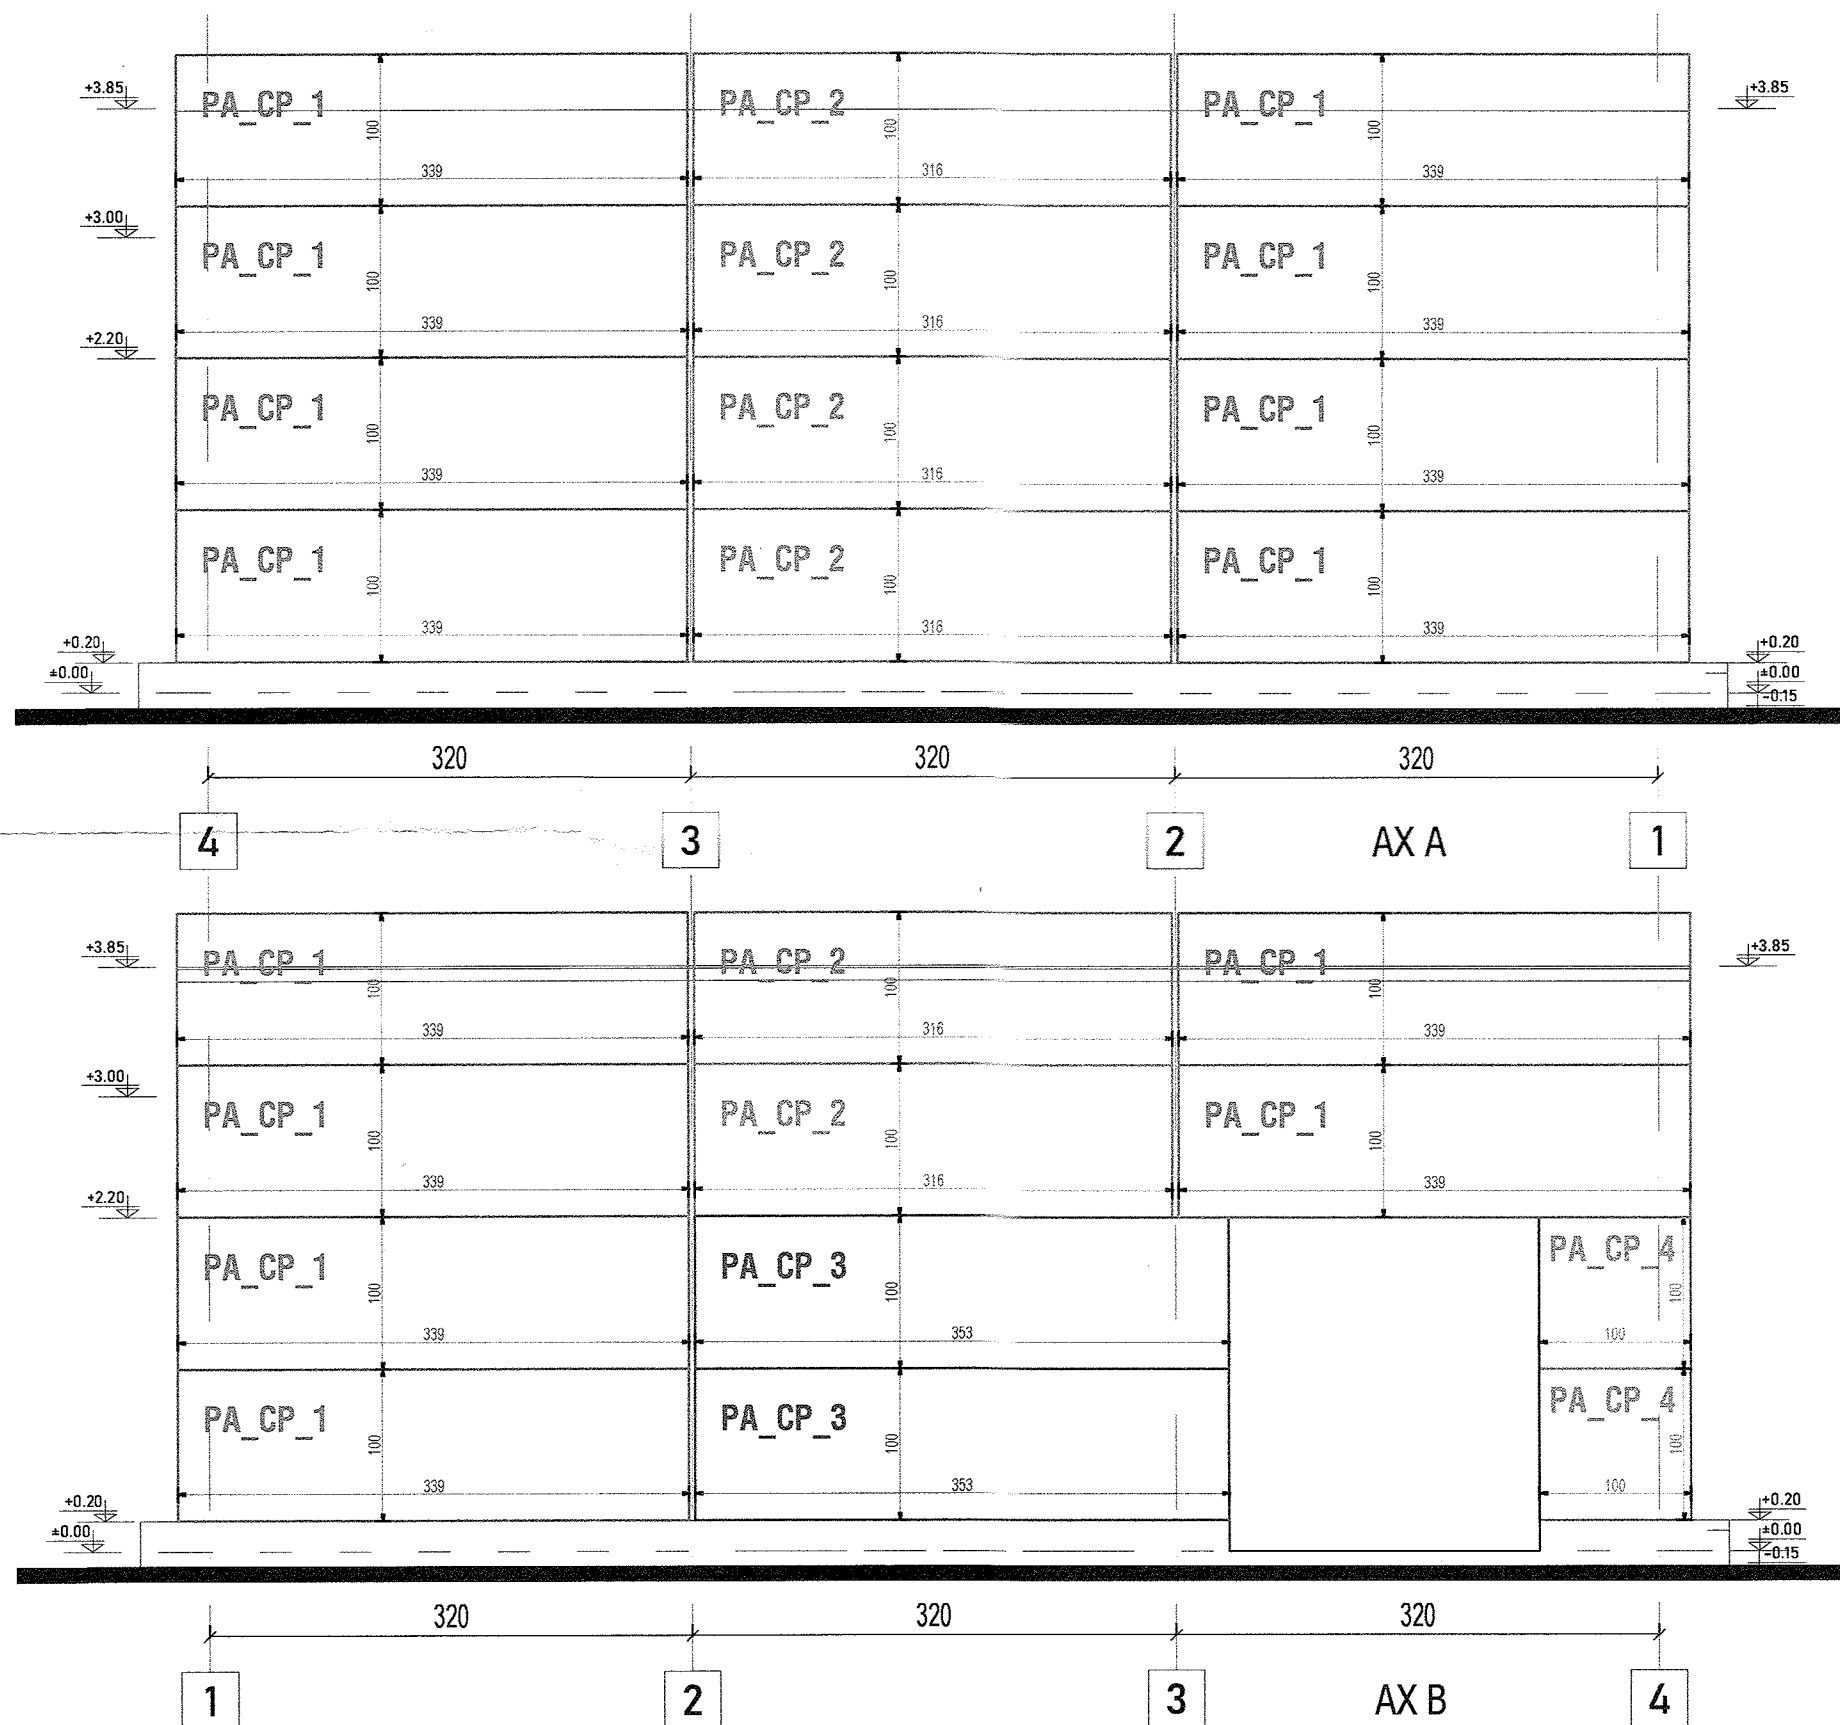 +3.85 PA_CP_1 PA_CP_2 PA_CP_1 +3.85
100 100 100
339 316 339
+3.00 PA_CP_1 PA_CP_2 PA_CP_1
100 100 100
339 316 339
+2.20
PA_CP_1 PA_CP_2 PA_CP_1
100 100 100
339 316 339
PA_CP_1 PA_CP_2 PA_CP_1
100 100 100
339 316 339
+0.20 +0.20
±0.00 ±0.00
-0.15
320 320 320
4 3 2 AX A 1
+3.85 PA_CP_1 PA_CP_2 PA_CP_1 +3.85
100 100 100
339 316 339
+3.00 PA_CP_1 PA_CP_2 PA_CP_1
100 100 100
339 316 339
+2.20
PA_CP_1 PA_CP_3 PA_CP_4
100 100 100
339 353 100
PA_CP_1 PA_CP_3 PA_CP_4
100 100 100
339 353 100
+0.20 +0.20
±0.00 ±0.00
-0.15
320 320 320
1 2 3 AX B 4